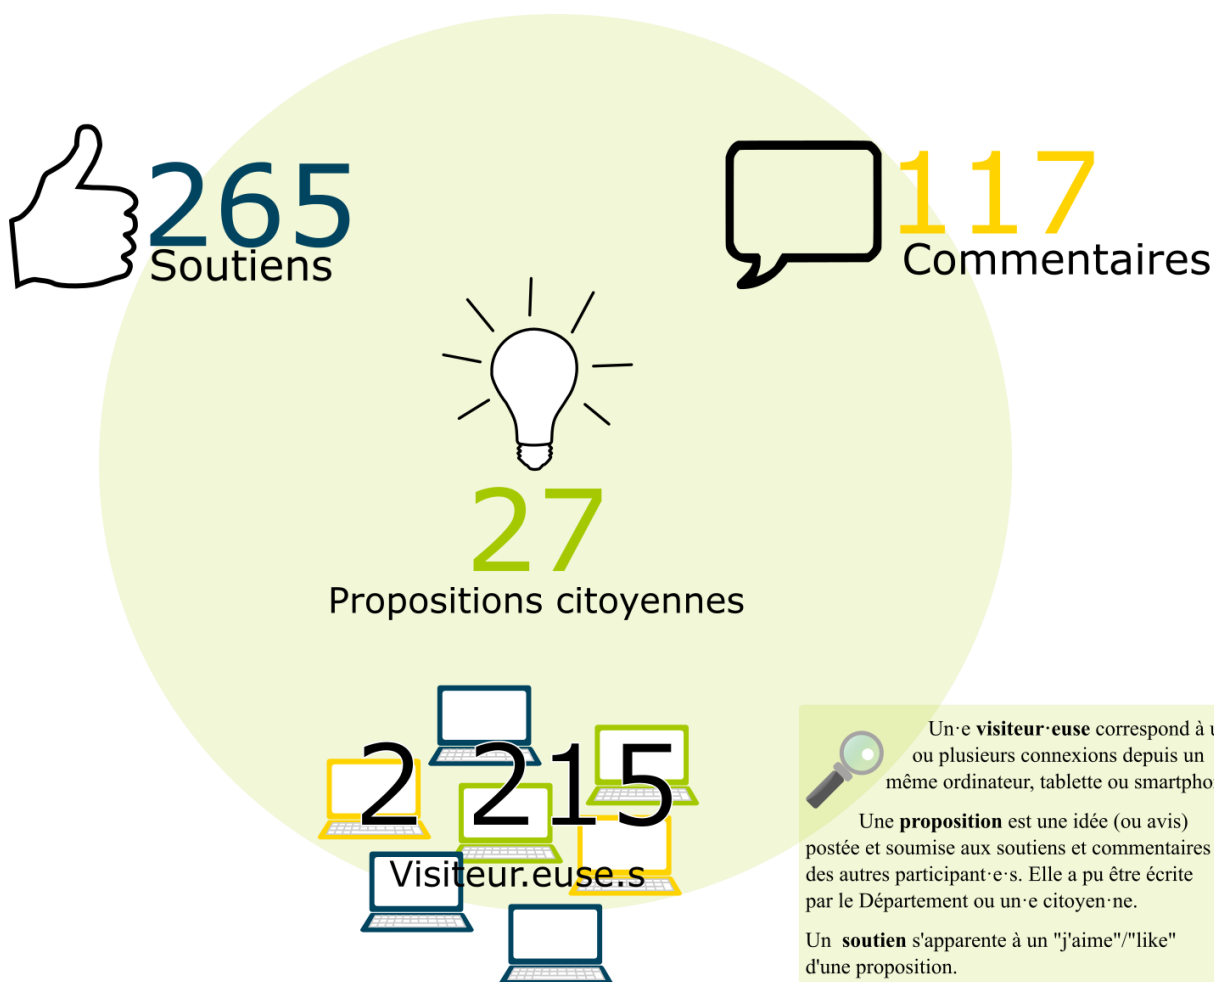 265
Soutiens
117
Commentaires
27
Propositions citoyennes
2 215
Visiteur.euse.s
Un·e visiteur·euse correspond à
ou plusieurs connexions depuis un
même ordinateur, tablette ou
Une proposition est une idée (ou avis)
postée et soumise aux soutiens et commentaires
des autres participant·e·s. Elle a pu être écrite
par le Département ou un·e citoyen·ne.
Un soutien s'apparente à un "j'aime"/"like"
d'une proposition.